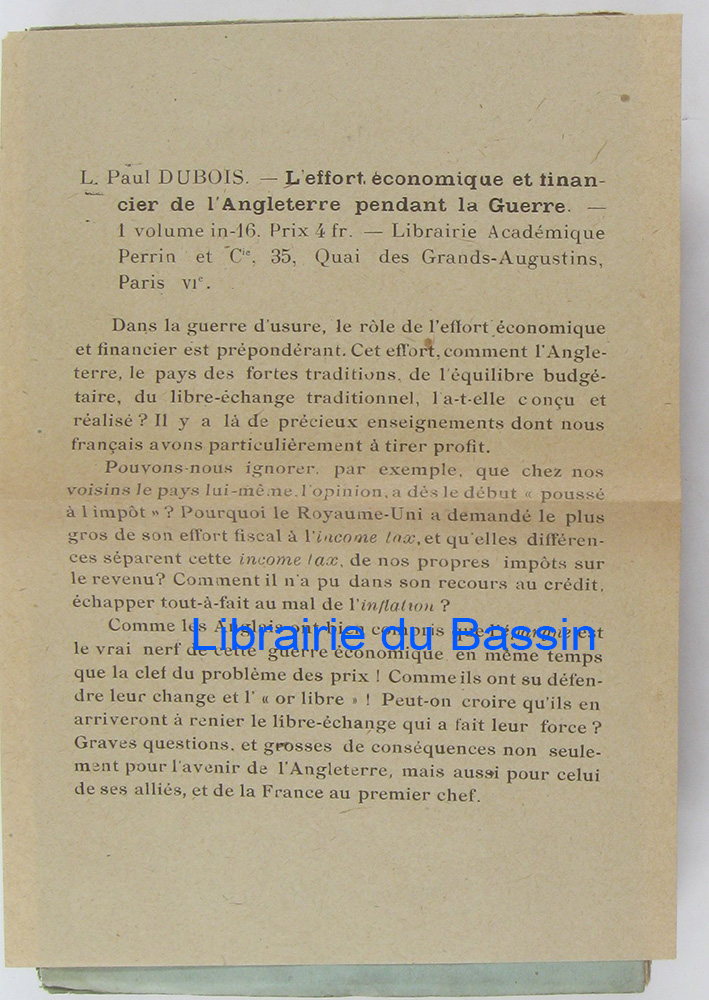 L. Paul DUBOIS. — L'effort économique et finan-
cier de l'Angleterre pendant la Guerre. —
1 volume in-16. Prix 4 fr. — Librairie Académique
Perrin et Cie, 35, Quai des Grands-Augustins,
Paris VIe.
Dans la guerre d'usure, le rôle de l'effort économique
et financier est prépondérant. Cet effort, comment l'Angle-
terre, le pays des fortes traditions, de l'équilibre budgé-
taire, du libre-échange traditionnel, l'a-t-elle conçu et
réalisé ? Il y a là de précieux enseignements dont nous
français avons particulièrement à tirer profit.
Pouvons-nous ignorer, par exemple, que chez nos
voisins le pays lui-même, l'opinion, a dès le début « poussé
à l'impôt » ? Pourquoi le Royaume-Uni a demandé le plus
gros de son effort fiscal à l'income tax, et qu'elles différen-
ces séparent cette income tax, de nos propres impôts sur
le revenu ? Comment il n'a pu dans son recours au crédit,
échapper tout-à-fait au mal de l'inflation ?
Comme les Anglais ont bien compris que est
le vrai nerf de cette guerre économique en même temps
que la clef du problème des prix ! Comme ils ont su défen-
dre leur change et l' « or libre » ! Peut-on croire qu'ils en
arriveront à renier le libre-échange qui a fait leur force ?
Graves questions, et grosses de conséquences non seule-
ment pour l'avenir de l'Angleterre, mais aussi pour celui
de ses alliés, et de la France au premier chef.
Librairie du Bassin